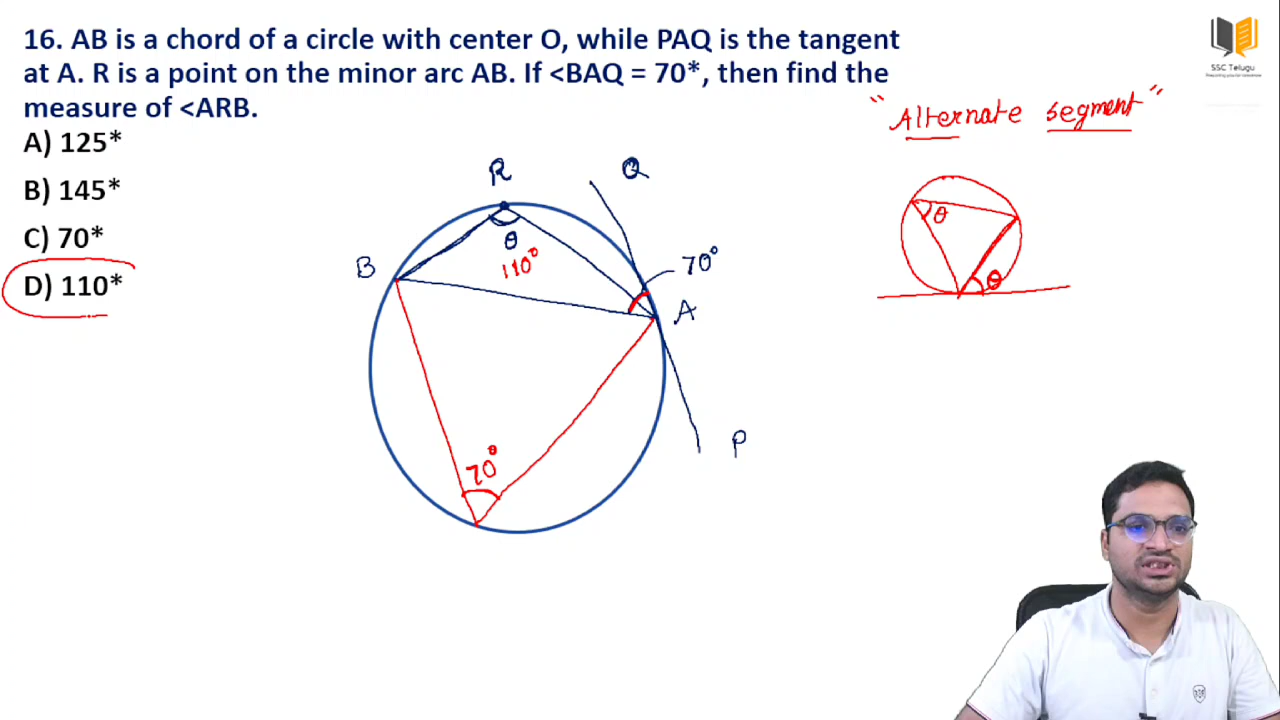 16. AB is a chord of a circle with center O, while PAQ is the tangent
at A. R is a point on the minor arc AB. If <BAQ = 70*, then find the
measure of <ARB.
A) 125*
B) 145*
C) 70*
D) 110*
SSC Telugu
"Alternate segment"
R
Q
θ
110°
B
70°
A
70°
P
θ
θ